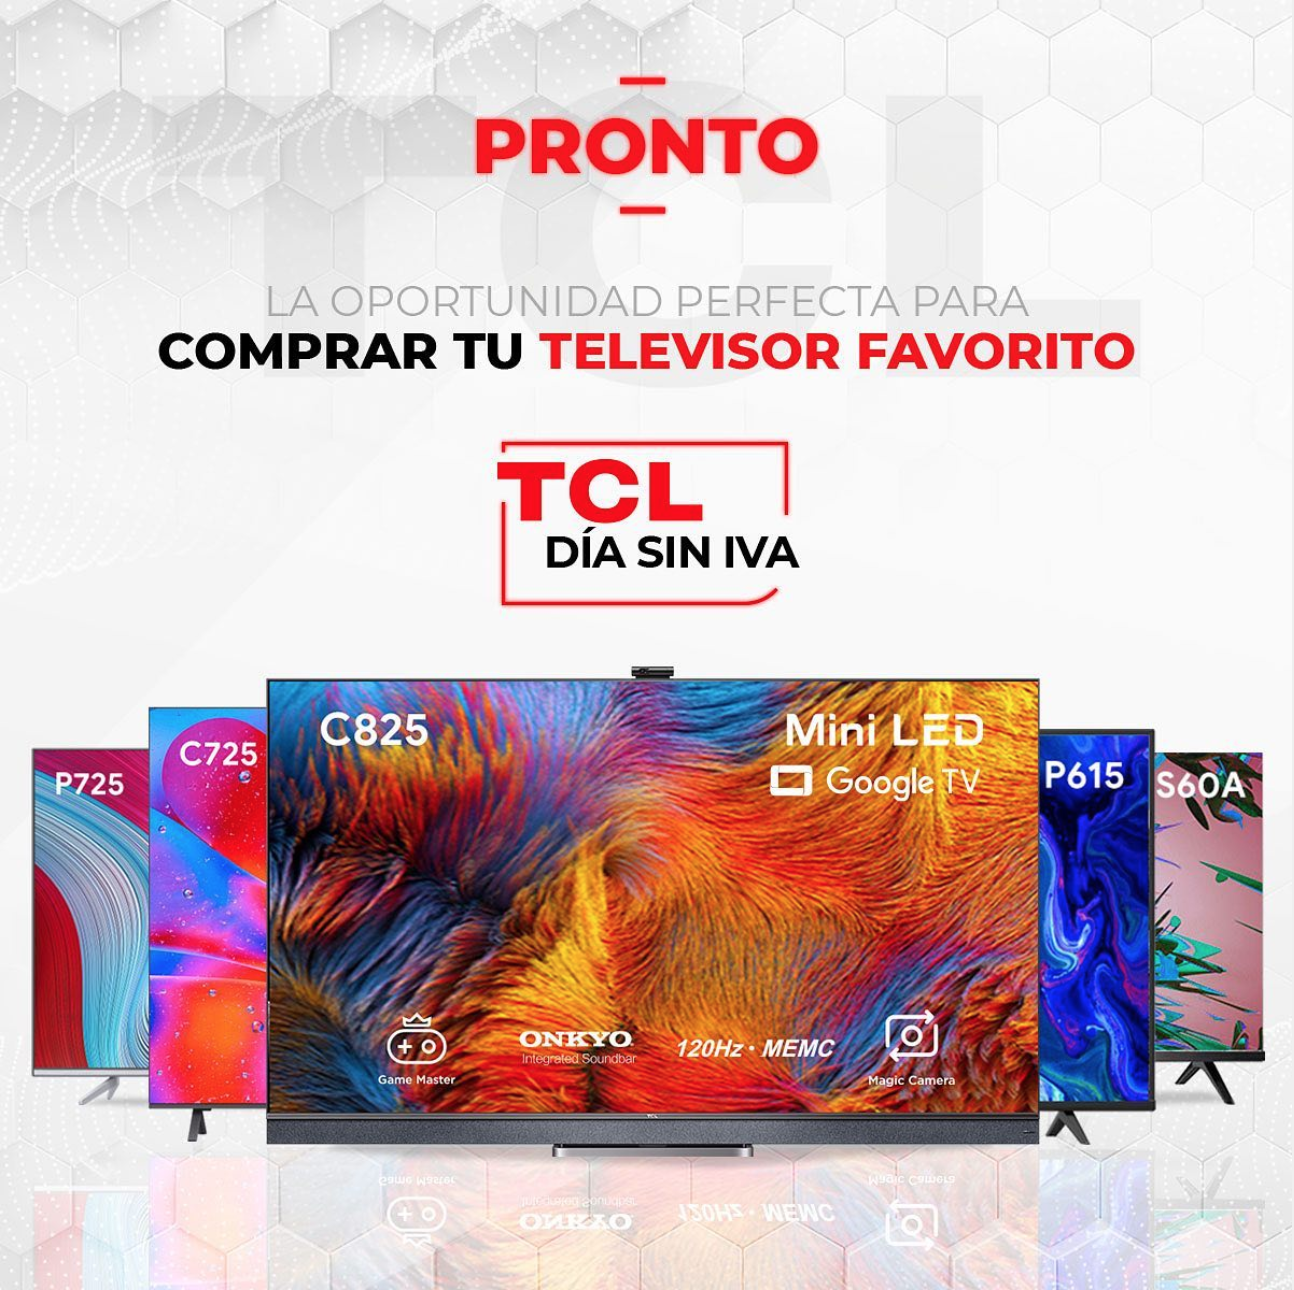 PRONTO
LA OPORTUNIDAD PERFECTA PARA
COMPRAR TU TELEVISOR FAVORITO
TCL
DÍA SIN IVA
P725
C725
C825
Mini LED
Google TV
P615
S60A
Game Master
ONKYO
Integrated Soundbar
120Hz • MEMC
Magic Camera
TCL